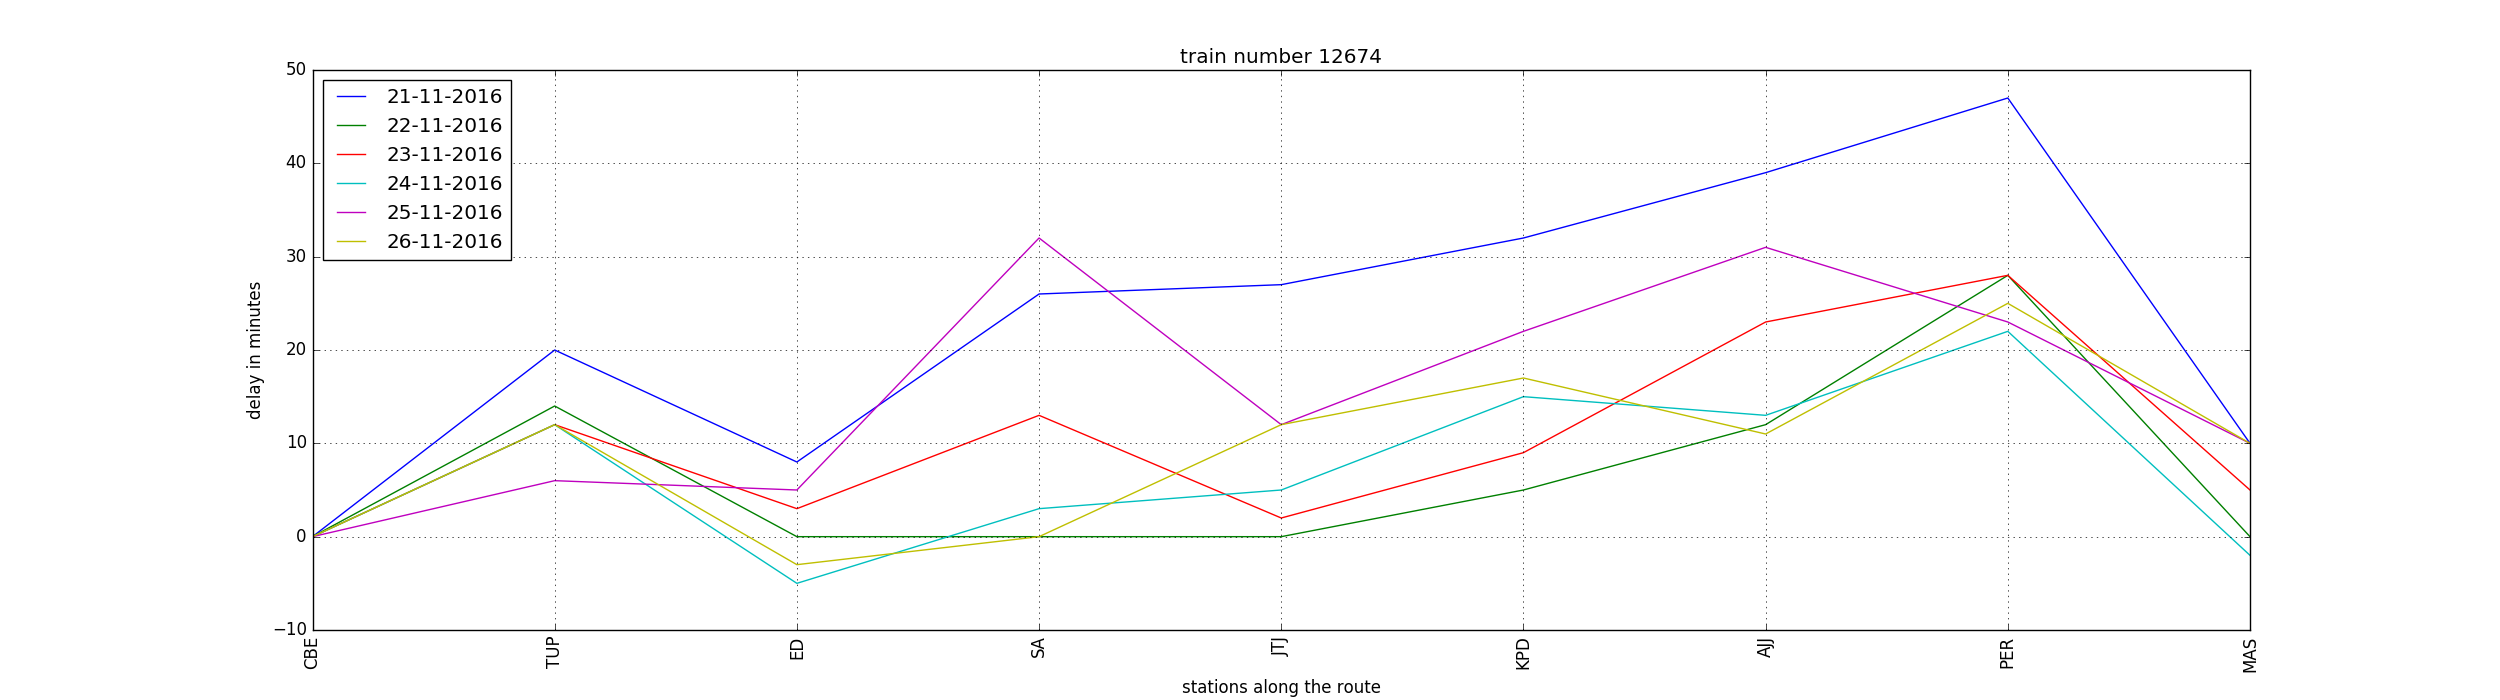 train number 12674
50
40
30
20
10
0
−10
delay in minutes
21-11-2016
22-11-2016
23-11-2016
24-11-2016
25-11-2016
26-11-2016
CBE
TUP
ED
SA
JTJ
KPD
AJJ
PER
MAS
stations along the route